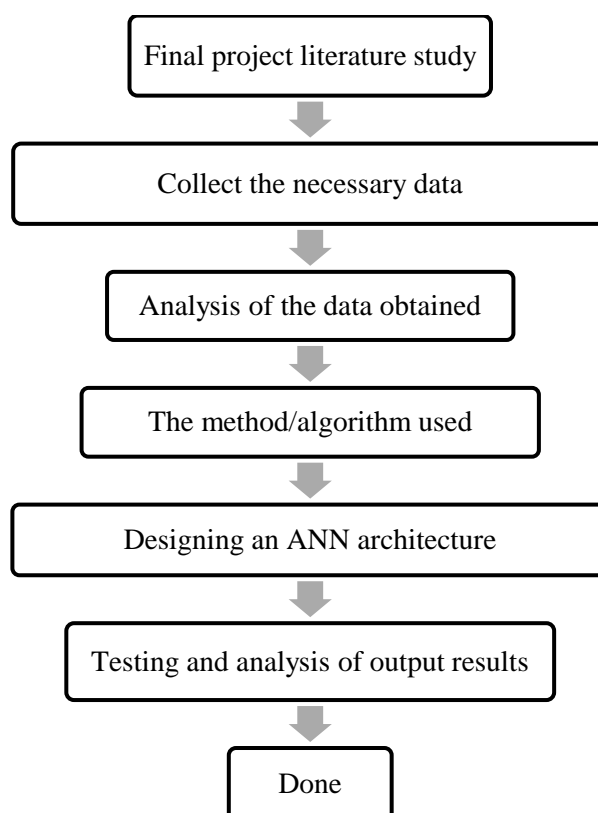 Final project literature study
Collect the necessary data
Analysis of the data obtained
The method/algorithm used
Designing an ANN architecture
Testing and analysis of output results
Done